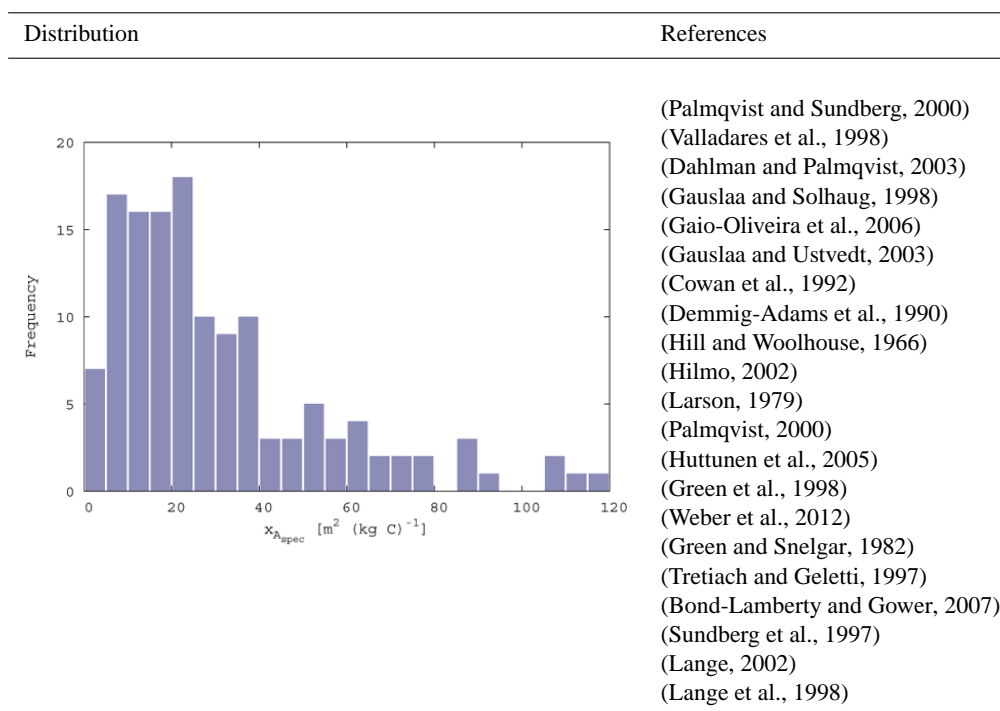 Distribution References
20
15
10
5
0
Frequency
0 20 40 60 80 100 120
x_{A_{spec}} [m^2 (kg C)^{-1}]
(Palmqvist and Sundberg, 2000)
(Valladares et al., 1998)
(Dahlman and Palmqvist, 2003)
(Gauslaa and Solhaug, 1998)
(Gaio-Oliveira et al., 2006)
(Gauslaa and Ustvedt, 2003)
(Cowan et al., 1992)
(Demmig-Adams et al., 1990)
(Hill and Woolhouse, 1966)
(Hilmo, 2002)
(Larson, 1979)
(Palmqvist, 2000)
(Huttunen et al., 2005)
(Green et al., 1998)
(Weber et al., 2012)
(Green and Snelgar, 1982)
(Tretiach and Geletti, 1997)
(Bond-Lamberty and Gower, 2007)
(Sundberg et al., 1997)
(Lange, 2002)
(Lange et al., 1998)